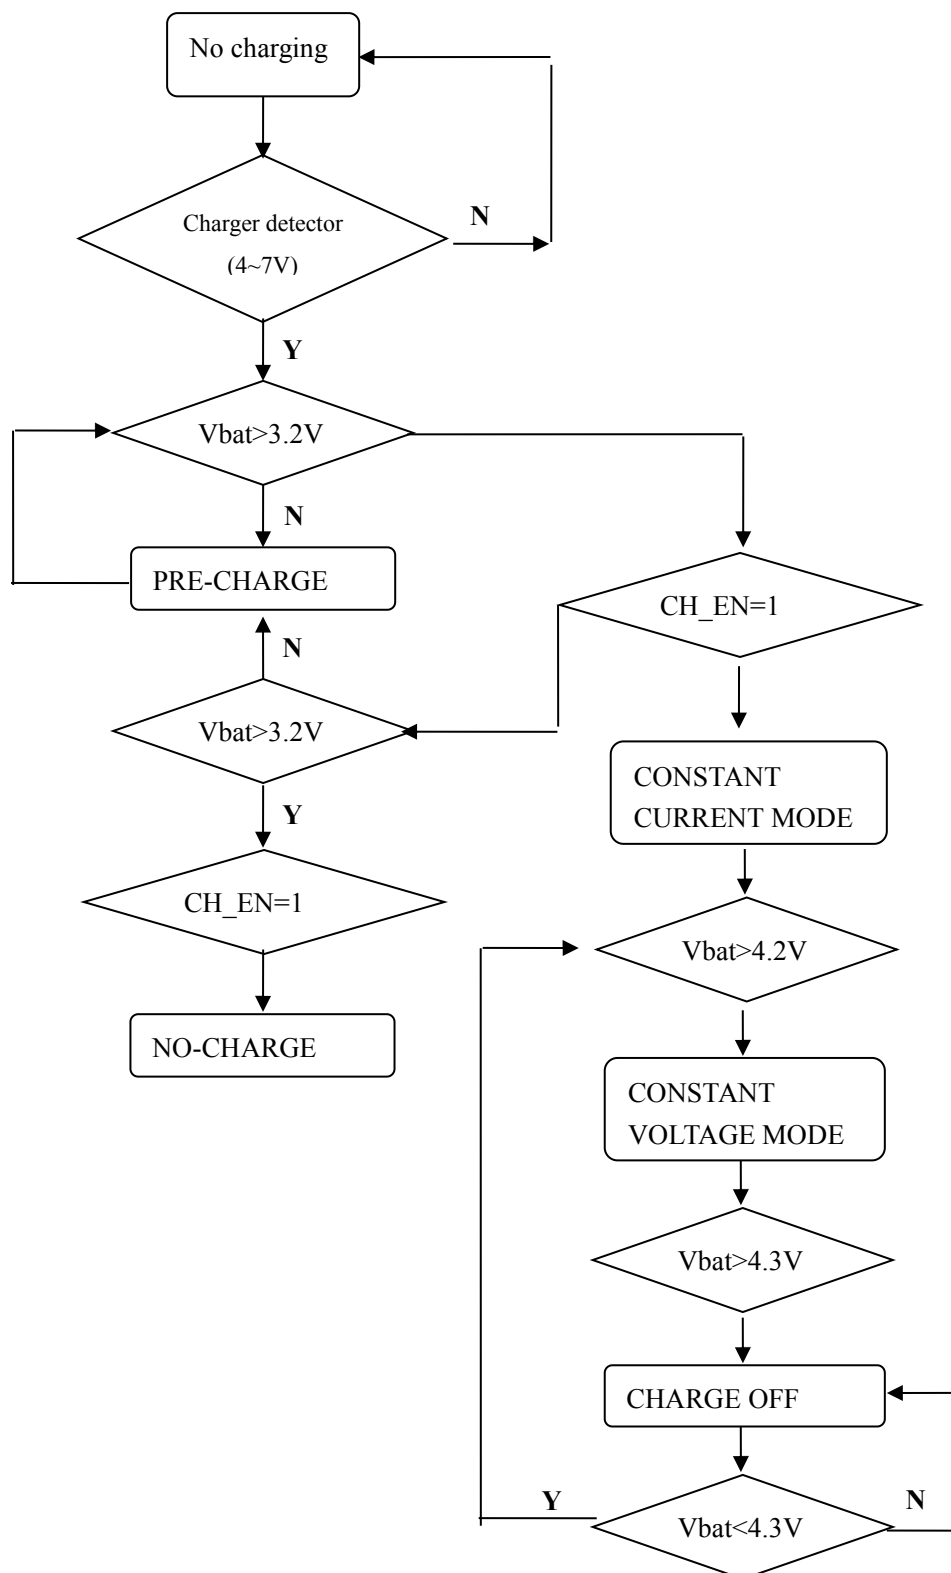 No charging
Charger detector
(4~7V)
N
Y
Vbat>3.2V
N
PRE-CHARGE
CH_EN=1
N
Vbat>3.2V
CONSTANT
CURRENT MODE
Y
CH_EN=1
Vbat>4.2V
NO-CHARGE
CONSTANT
VOLTAGE MODE
Vbat>4.3V
CHARGE OFF
Y
N
Vbat<4.3V